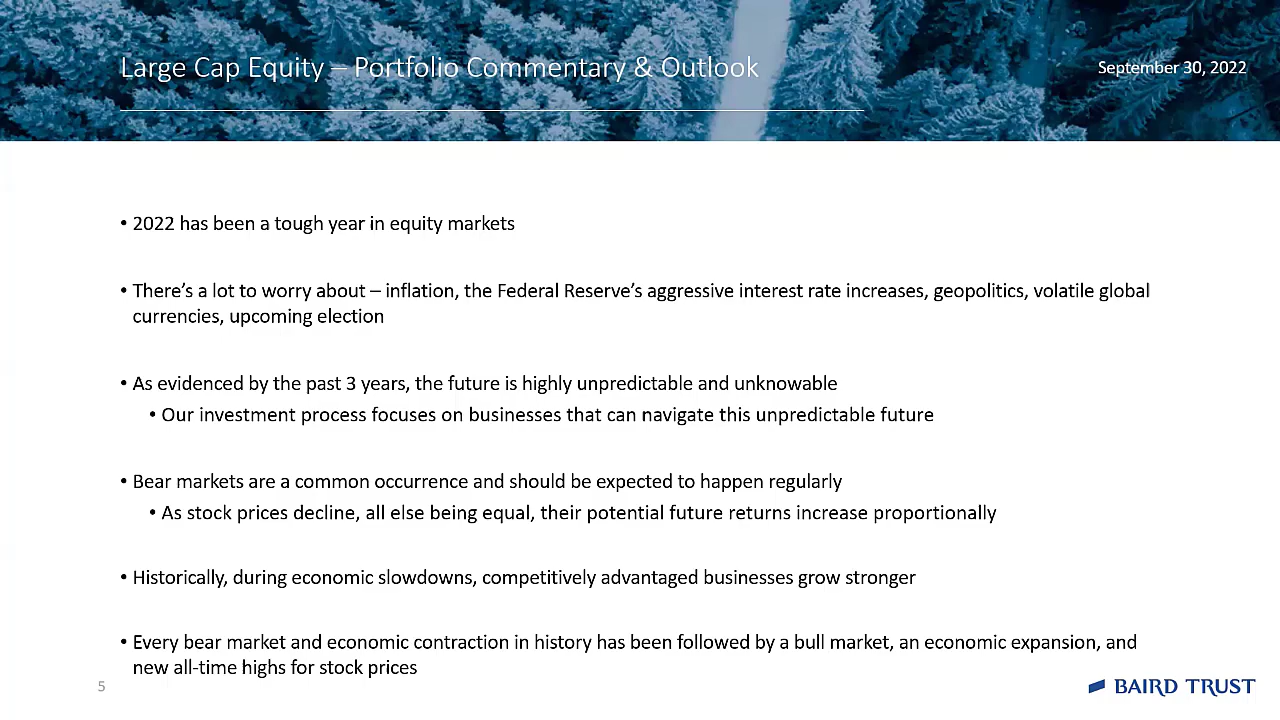 Large Cap Equity – Portfolio Commentary & Outlook
September 30, 2022
• 2022 has been a tough year in equity markets
• There’s a lot to worry about – inflation, the Federal Reserve’s aggressive interest rate increases, geopolitics, volatile global
currencies, upcoming election
• As evidenced by the past 3 years, the future is highly unpredictable and unknowable
• Our investment process focuses on businesses that can navigate this unpredictable future
• Bear markets are a common occurrence and should be expected to happen regularly
• As stock prices decline, all else being equal, their potential future returns increase proportionally
• Historically, during economic slowdowns, competitively advantaged businesses grow stronger
• Every bear market and economic contraction in history has been followed by a bull market, an economic expansion, and
new all-time highs for stock prices
5
BAIRD TRUST